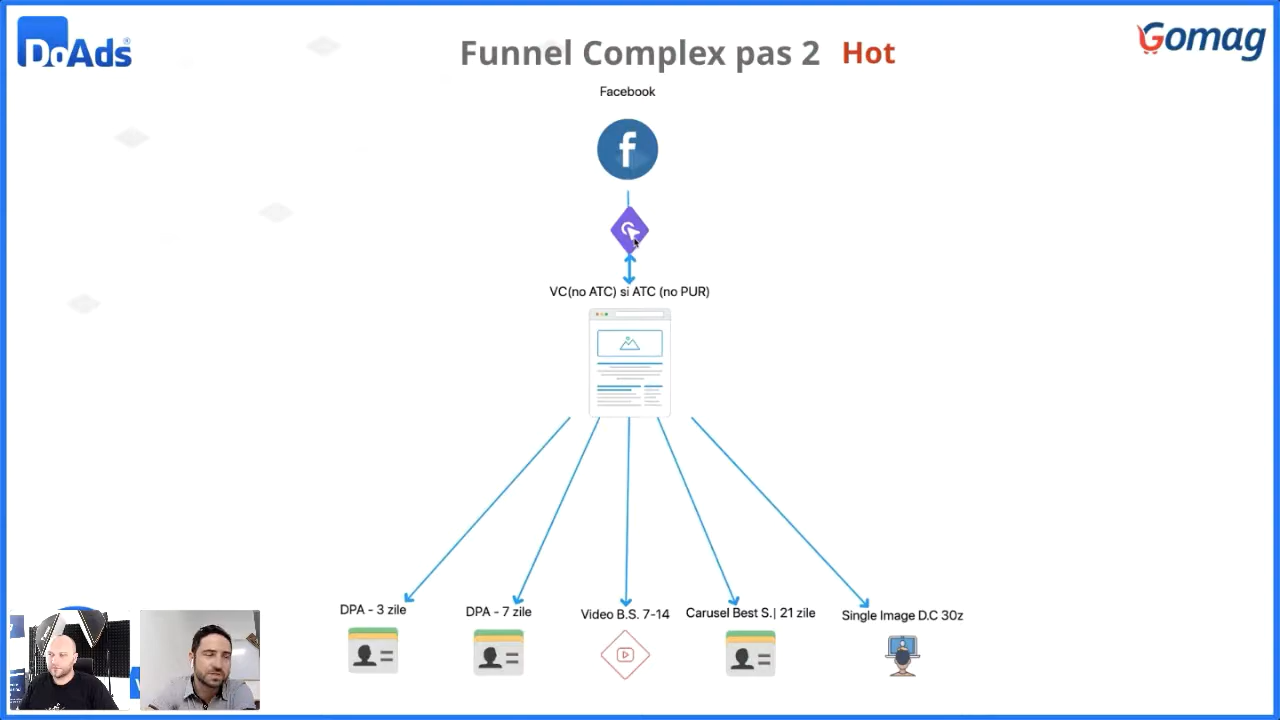 DoAds
Funnel Complex pas 2 Hot
Gomag
Facebook
VC(no ATC) si ATC (no PUR)
DPA - 3 zile
DPA - 7 zile
Video B.S. 7-14
Carusel Best S.| 21 zile
Single Image D.C 30z